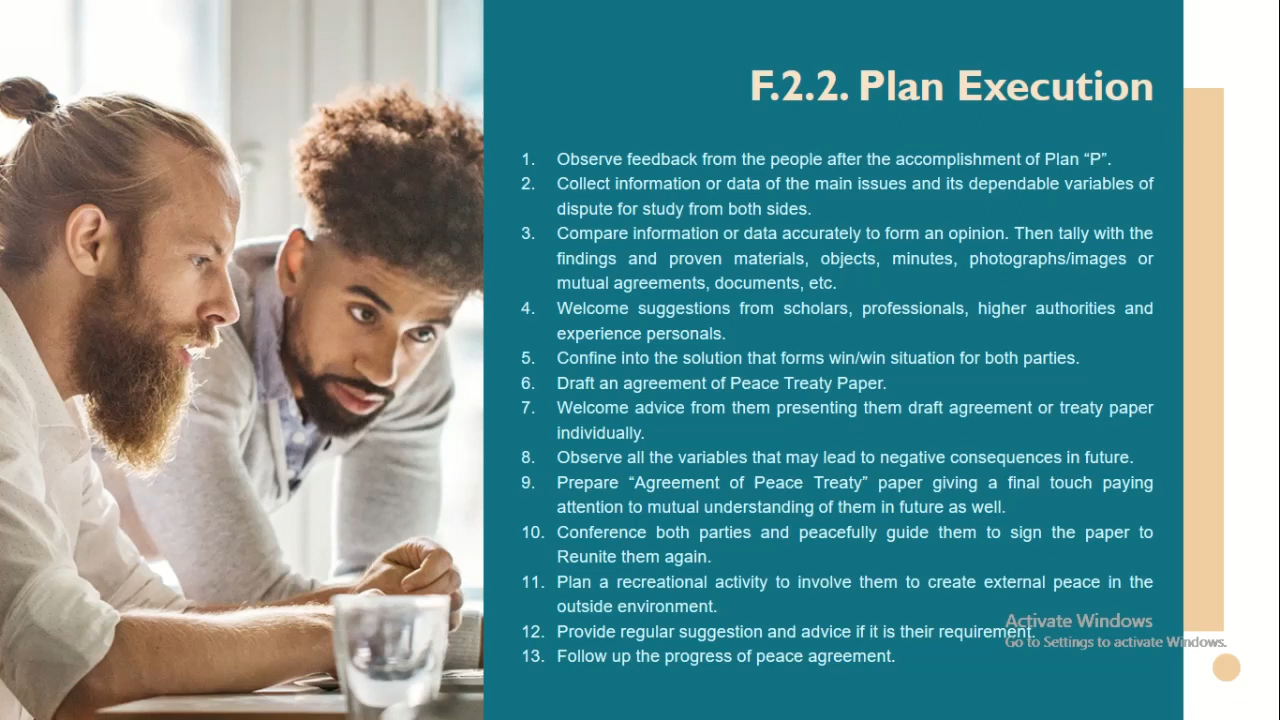 F.2.2. Plan Execution
1. Observe feedback from the people after the accomplishment of Plan “P”.
2. Collect information or data of the main issues and its dependable variables of
dispute for study from both sides.
3. Compare information or data accurately to form an opinion. Then tally with the
findings and proven materials, objects, minutes, photographs/images or
mutual agreements, documents, etc.
4. Welcome suggestions from scholars, professionals, higher authorities and
experience personals.
5. Confine into the solution that forms win/win situation for both parties.
6. Draft an agreement of Peace Treaty Paper.
7. Welcome advice from them presenting them draft agreement or treaty paper
individually.
8. Observe all the variables that may lead to negative consequences in future.
9. Prepare “Agreement of Peace Treaty” paper giving a final touch paying
attention to mutual understanding of them in future as well.
10. Conference both parties and peacefully guide them to sign the paper to
Reunite them again.
11. Plan a recreational activity to involve them to create external peace in the
outside environment.
12. Provide regular suggestion and advice if it is their requirement.
13. Follow up the progress of peace agreement.
Activate Windows
Go to Settings to activate Windows.